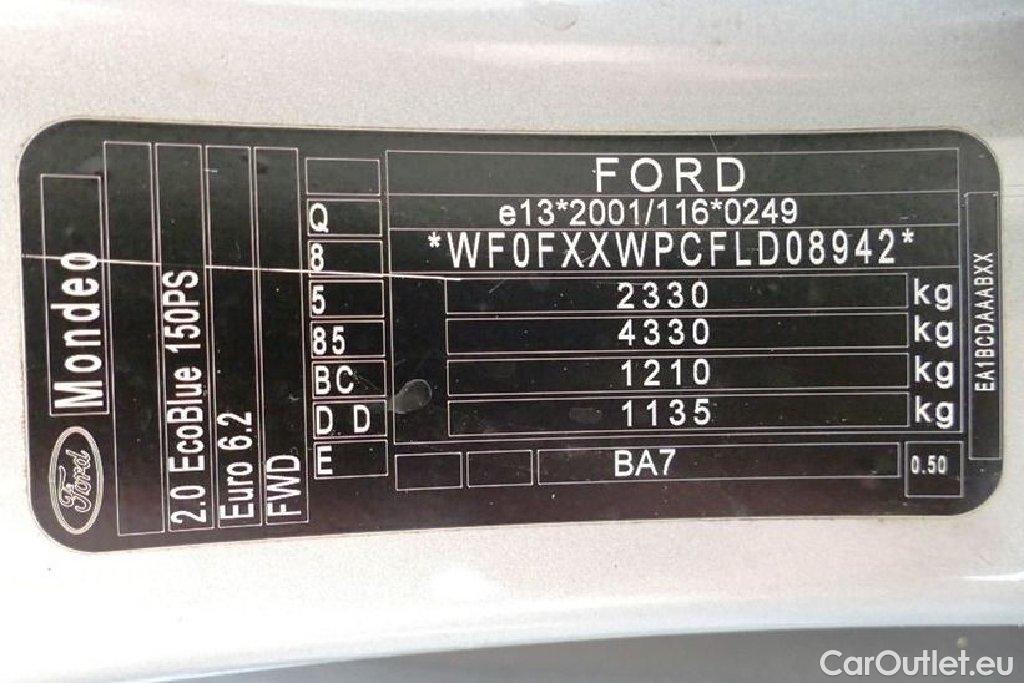 Ford
Mondeo
2.0 EcoBlue 150PS
Euro 6.2
FWD
Q
8
5
85
BC
D. D
E
FORD
e13*2001/116*0249
*WF0FXXWPCFLD08942*
2330 kg
4330 kg
1210 kg
1135 kg
BA7
0.50
EA1BCDAAABXX
CarOutlet.eu